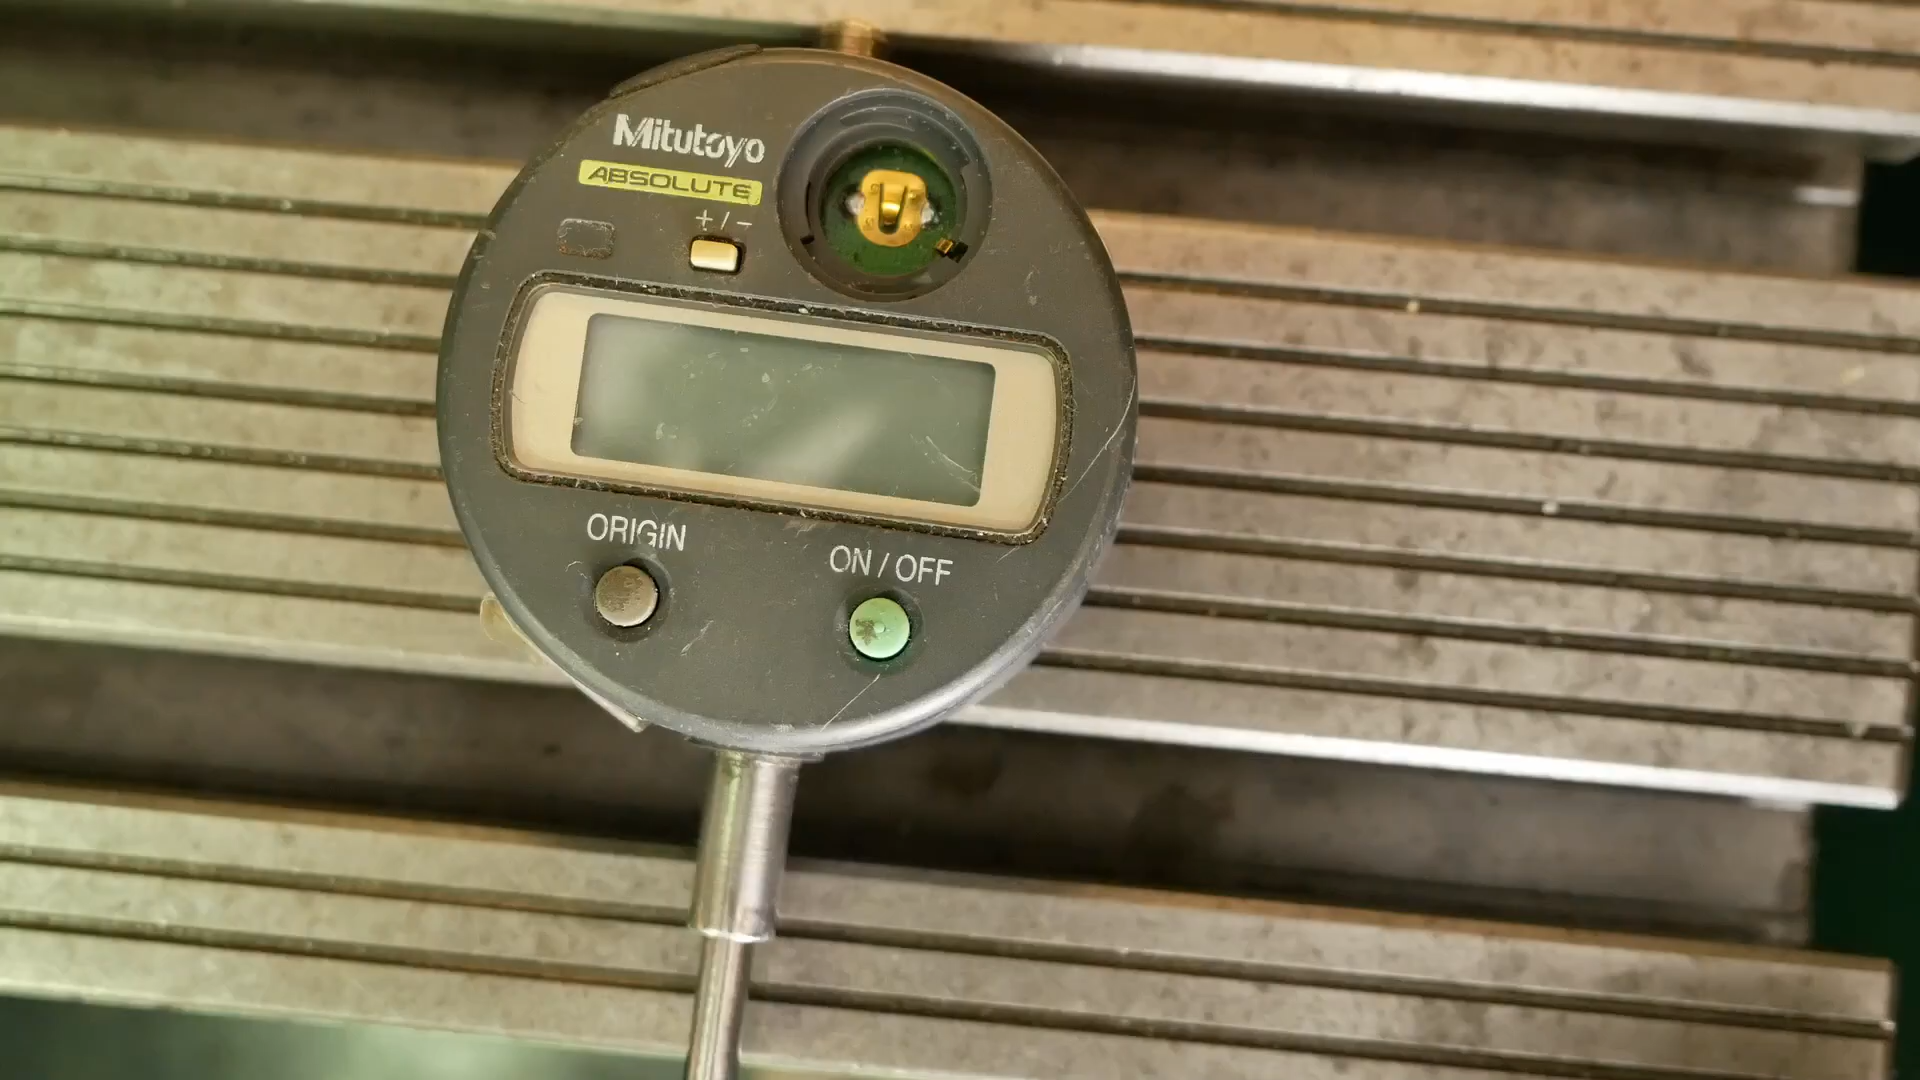 Mitutoyo
ABSOLUTE
+ / -
ORIGIN
ON / OFF